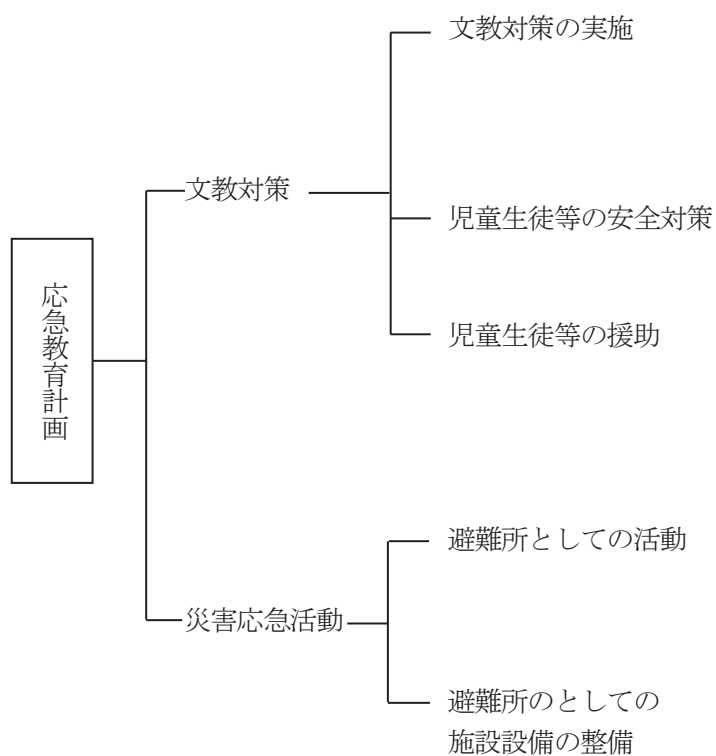 応急教育計画
文教対策
文教対策の実施
児童生徒等の安全対策
児童生徒等の援助
災害応急活動
避難所としての活動
避難所のとしての
施設設備の整備